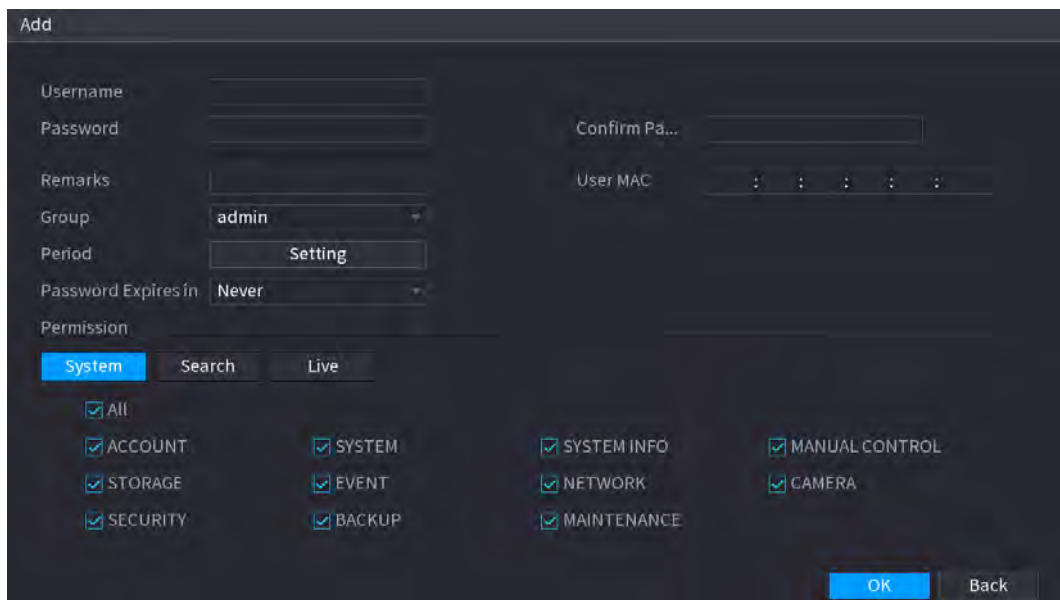 Add
Username
Password Confirm Pa...
Remarks User MAC : : : : :
Group admin
Period Setting
Password Expires in Never
Permission
System Search Live
All
ACCOUNT SYSTEM SYSTEM INFO MANUAL CONTROL
STORAGE EVENT NETWORK CAMERA
SECURITY BACKUP MAINTENANCE
OK Back